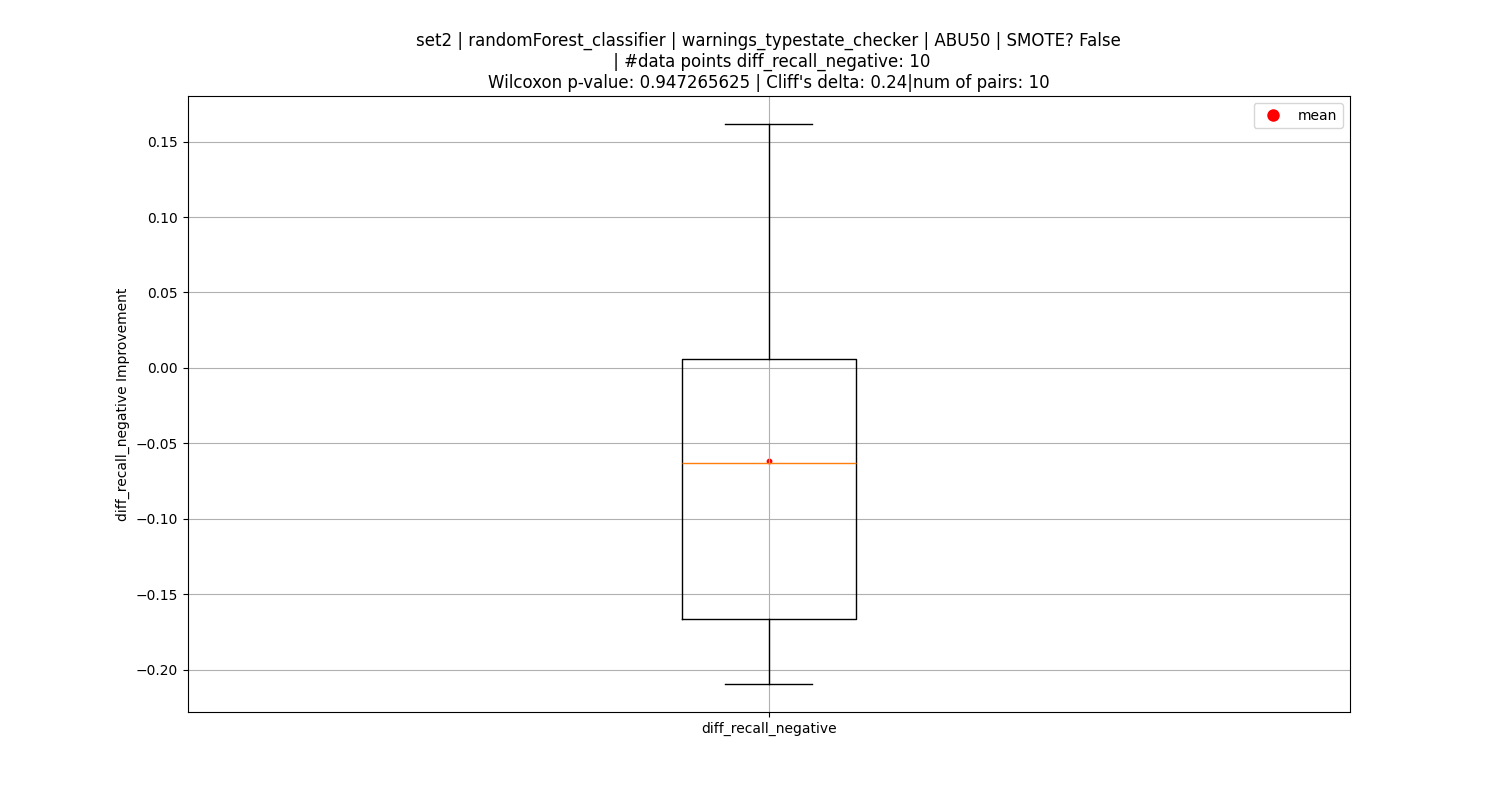 set2 | randomForest_classifier | warnings_typestate_checker | ABU50 | SMOTE? False
| #data points diff_recall_negative: 10
Wilcoxon p-value: 0.947265625 | Cliff's delta: 0.24|num of pairs: 10
mean
0.15
0.10
0.05
0.00
−0.05
−0.10
−0.15
−0.20
diff_recall_negative Improvement
diff_recall_negative